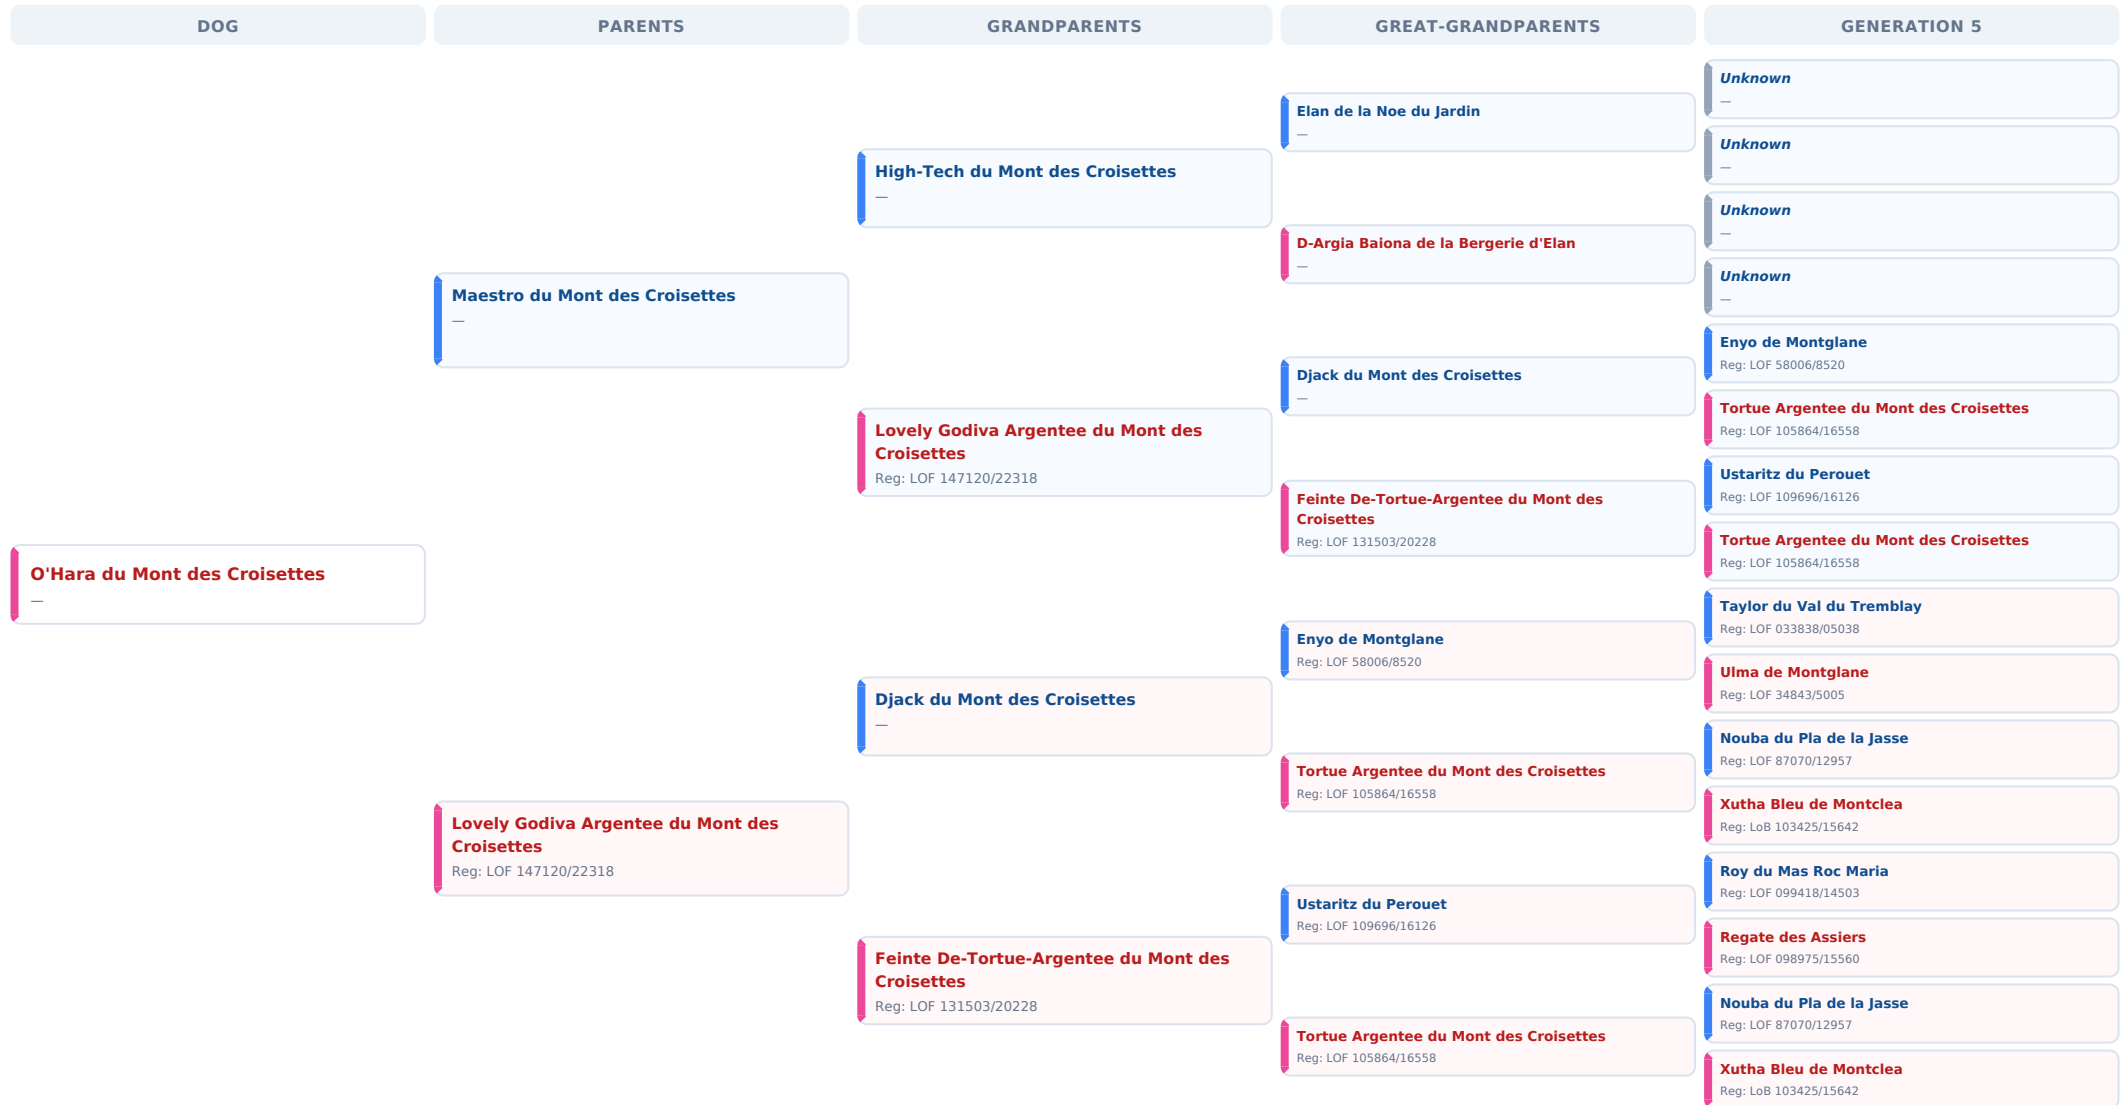 DOG
PARENTS
GRANDPARENTS
GREAT-GRANDPARENTS
GENERATION 5
O'Hara du Mont des Croisettes
—
Maestro du Mont des Croisettes
—
Lovely Godiva Argentee du Mont des
Croisettes
Reg: LOF 147120/22318
High-Tech du Mont des Croisettes
—
Lovely Godiva Argentee du Mont des
Croisettes
Reg: LOF 147120/22318
Djack du Mont des Croisettes
—
Feinte De-Tortue-Argentee du Mont des
Croisettes
Reg: LOF 131503/20228
Elan de la Noe du Jardin
—
D-Argia Baiona de la Bergerie d'Elan
—
Djack du Mont des Croisettes
—
Feinte De-Tortue-Argentee du Mont des
Croisettes
Reg: LOF 131503/20228
Enyo de Montglane
Reg: LOF 58006/8520
Tortue Argentee du Mont des Croisettes
Reg: LOF 105864/16558
Ustaritz du Perouet
Reg: LOF 109696/16126
Tortue Argentee du Mont des Croisettes
Reg: LOF 105864/16558
Unknown
—
Unknown
—
Unknown
—
Unknown
—
Enyo de Montglane
Reg: LOF 58006/8520
Tortue Argentee du Mont des Croisettes
Reg: LOF 105864/16558
Ustaritz du Perouet
Reg: LOF 109696/16126
Tortue Argentee du Mont des Croisettes
Reg: LOF 105864/16558
Taylor du Val du Tremblay
Reg: LOF 033838/05038
Ulma de Montglane
Reg: LOF 34843/5005
Nouba du Pla de la Jasse
Reg: LOF 87070/12957
Xutha Bleu de Montclea
Reg: LoB 103425/15642
Roy du Mas Roc Maria
Reg: LOF 099418/14503
Regate des Assiers
Reg: LOF 098975/15560
Nouba du Pla de la Jasse
Reg: LOF 87070/12957
Xutha Bleu de Montclea
Reg: LoB 103425/15642